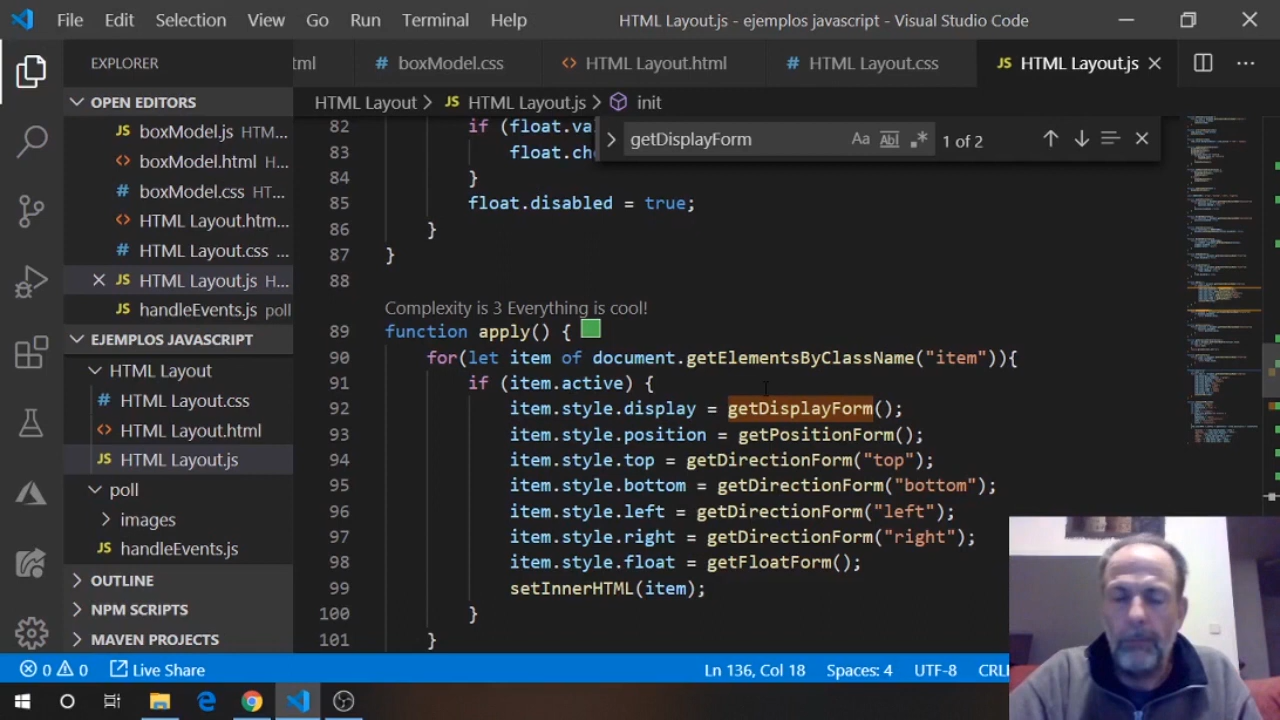 File Edit Selection View Go Run Terminal Help HTML Layout.js - ejemplos javascript - Visual Studio Code
EXPLORER
tml # boxModel.css <> HTML Layout.html # HTML Layout.css JS HTML Layout.js
OPEN EDITORS
JS boxModel.js HTM...
<> boxModel.html HT...
# boxModel.css HT...
<> HTML Layout.htm...
# HTML Layout.css ...
JS HTML Layout.js H...
JS handleEvents.js poll
EJEMPLOS JAVASCRIPT
HTML Layout
# HTML Layout.css
<> HTML Layout.html
JS HTML Layout.js
poll
images
JS handleEvents.js
OUTLINE
NPM SCRIPTS
MAVEN PROJECTS
HTML Layout > JS HTML Layout.js > init
getDisplayForm Aa Abl .* 1 of 2
82 if (float.va
83 float.che
84 }
85 float.disabled = true;
86 }
87 }
88
Complexity is 3 Everything is cool!
89 function apply() {
90 for(let item of document.getElementsByClassName("item")){
91 if (item.active) {
92 item.style.display = getDisplayForm();
93 item.style.position = getPositionForm();
94 item.style.top = getDirectionForm("top");
95 item.style.bottom = getDirectionForm("bottom");
96 item.style.left = getDirectionForm("left");
97 item.style.right = getDirectionForm("right");
98 item.style.float = getFloatForm();
99 setInnerHTML(item);
100 }
101 }
0 0 Live Share Ln 136, Col 18 Spaces: 4 UTF-8 CRL